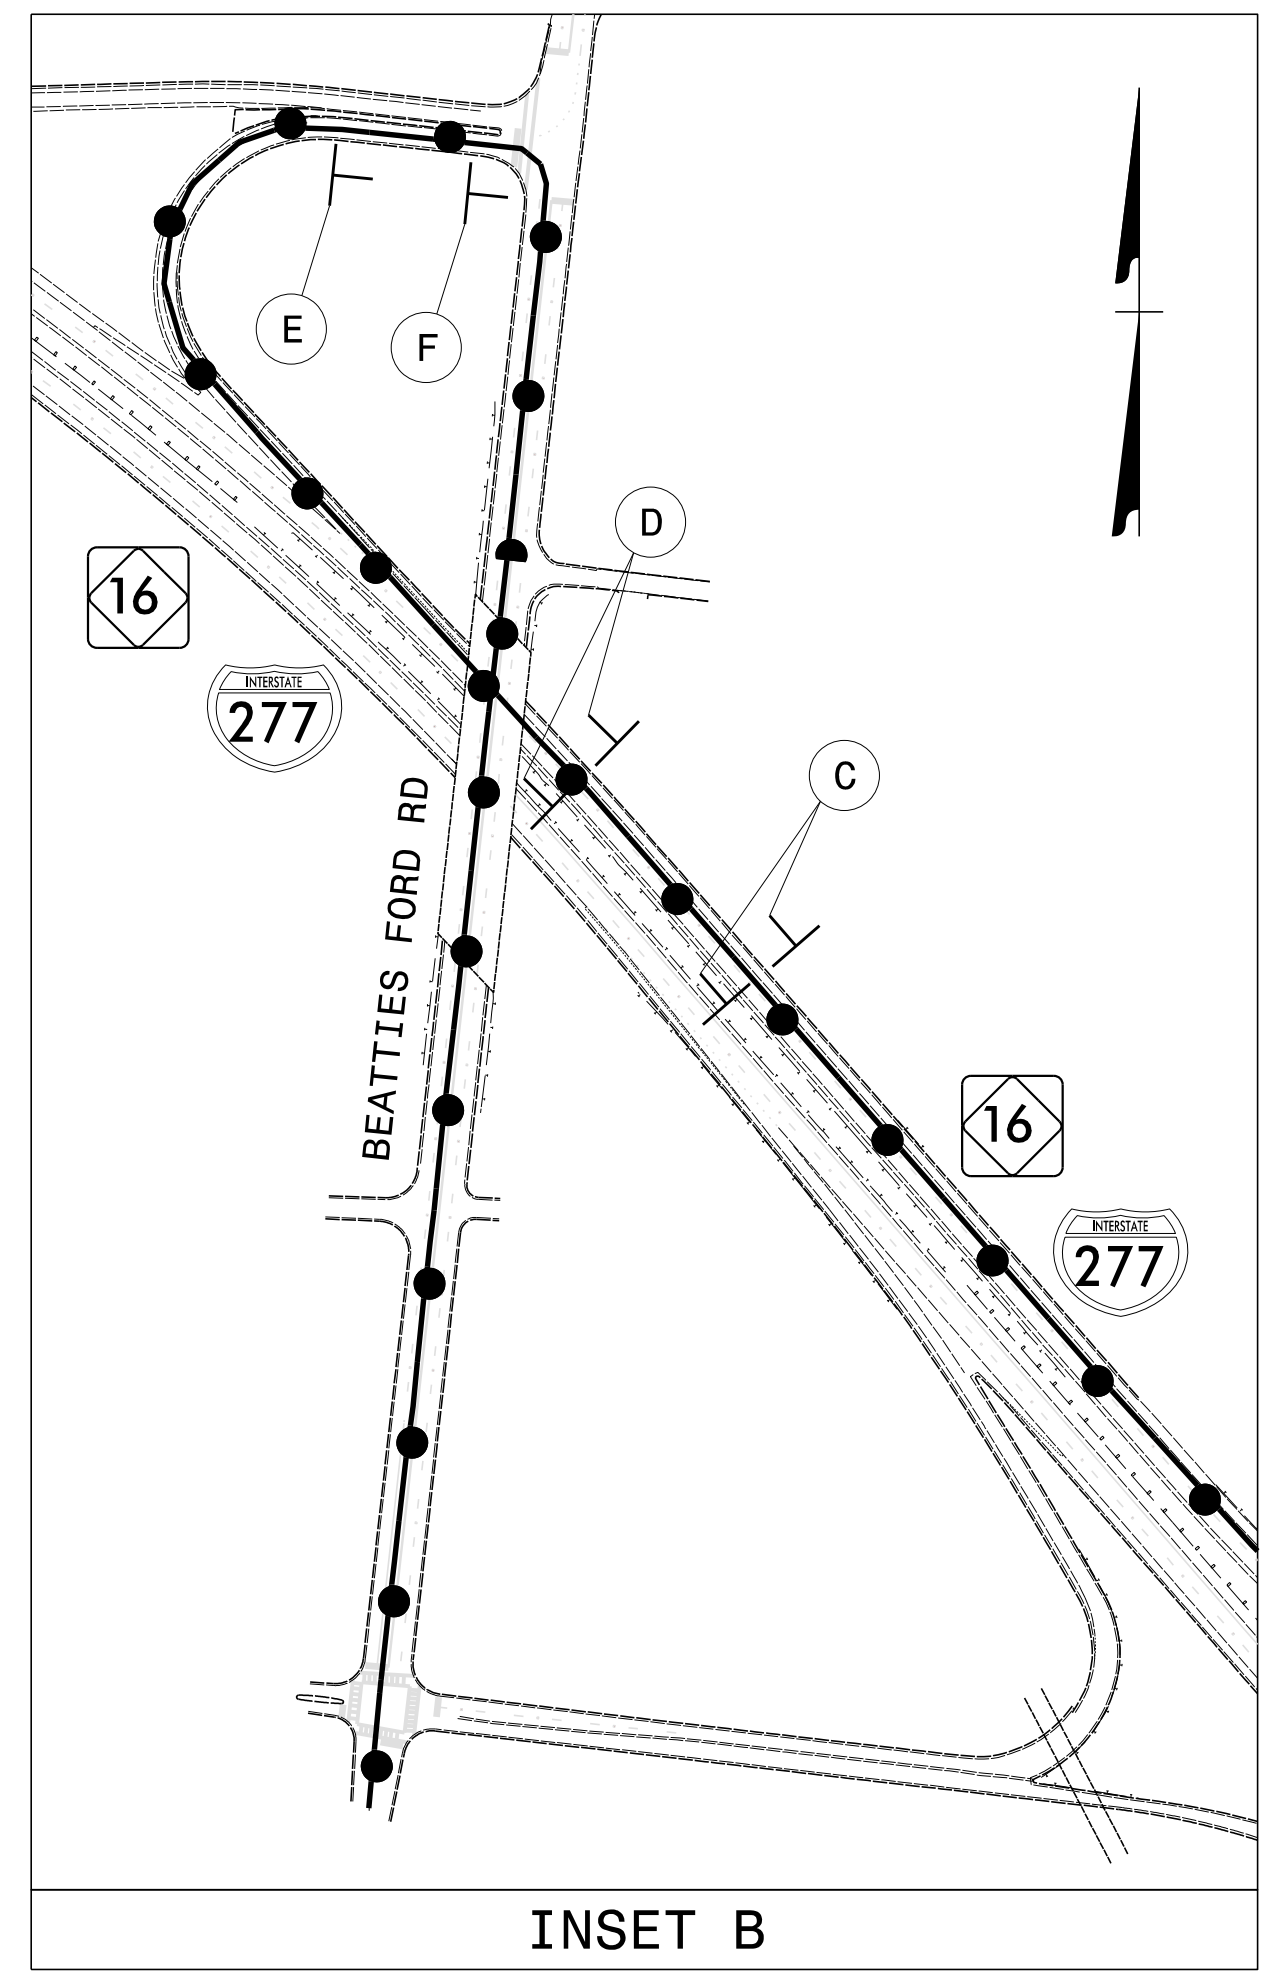 E
F
D
16
INTERSTATE
277
C
BEATTIES FORD RD
16
INTERSTATE
277
INSET B